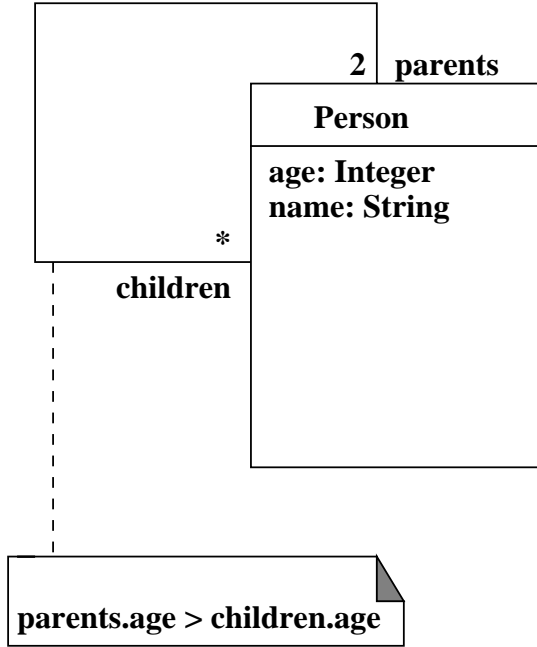 2 parents
Person
age: Integer
name: String
*
children
parents.age > children.age